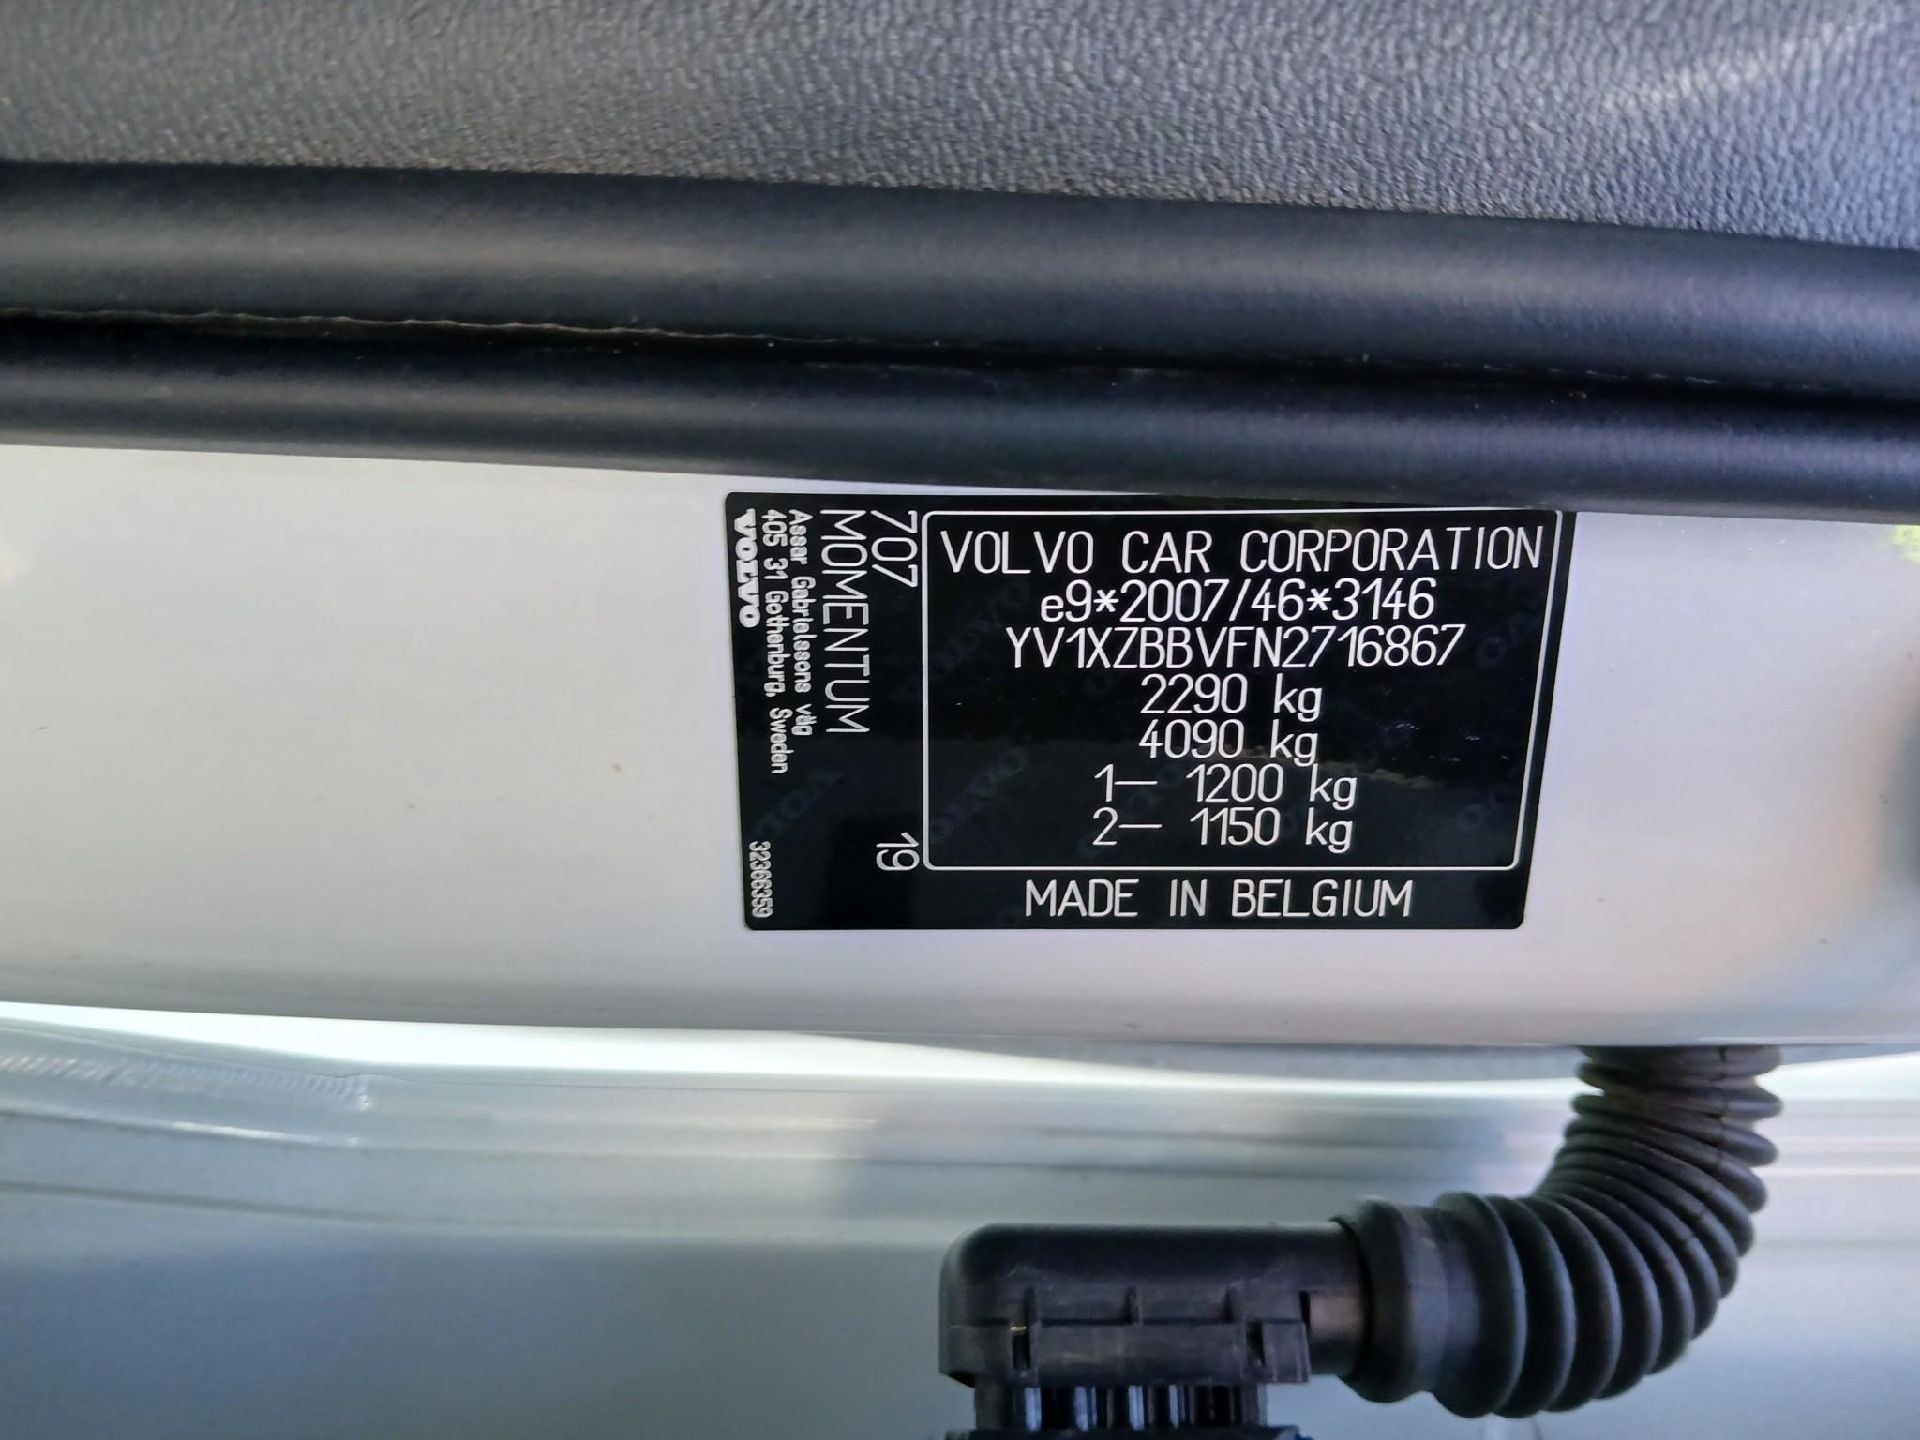 VOLVO CAR CORPORATION
e9*2007/46*3146
YV1XZBBVFN2716867
2290 kg
4090 kg
1– 1200 kg
2– 1150 kg
MADE IN BELGIUM
707 19
MOMENTUM
Assar Gabrielssons väg
405 31 Gothenburg, Sweden
VOLVO
32366359